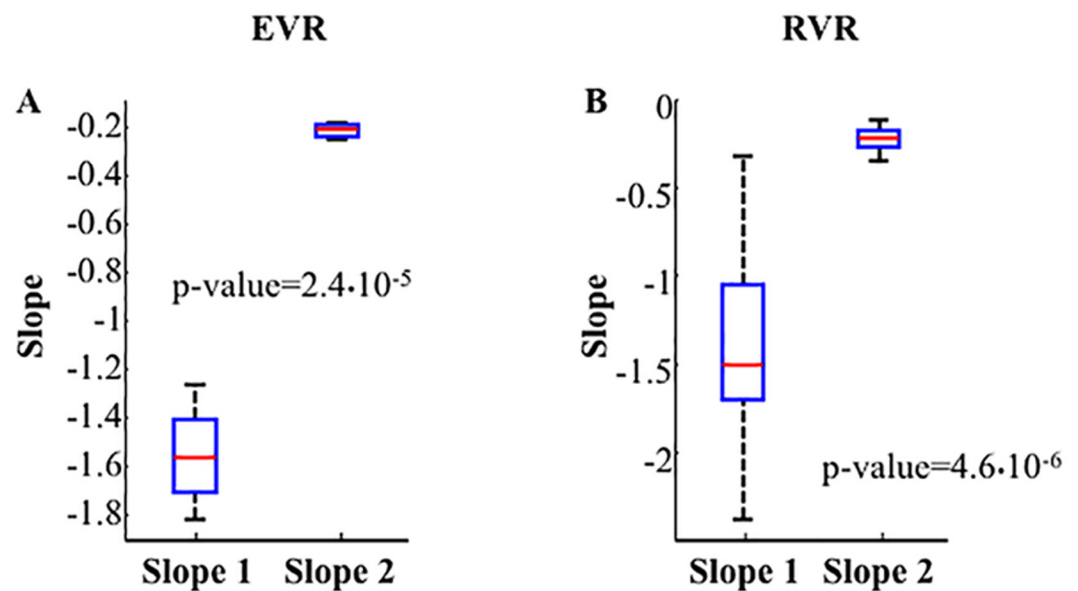 EVR
RVR
A
-0.2
-0.4
-0.6
-0.8
-1
-1.2
-1.4
-1.6
-1.8
Slope
p-value=2.4·10⁻⁵
Slope 1 Slope 2
B
0
-0.5
-1
-1.5
-2
Slope
p-value=4.6·10⁻⁶
Slope 1 Slope 2